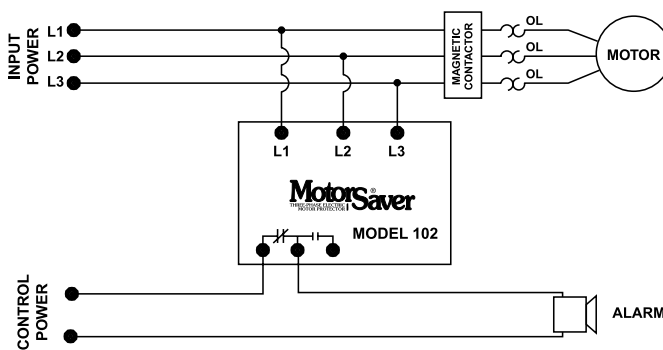 INPUT
POWER
L1
L2
L3
MAGNETIC
CONTACTOR
OL
OL
OL
MOTOR
L1
L2
L3
MotorSaver®
THREE-PHASE ELECTRIC
MOTOR PROTECTOR
MODEL 102
CONTROL
POWER
ALARM